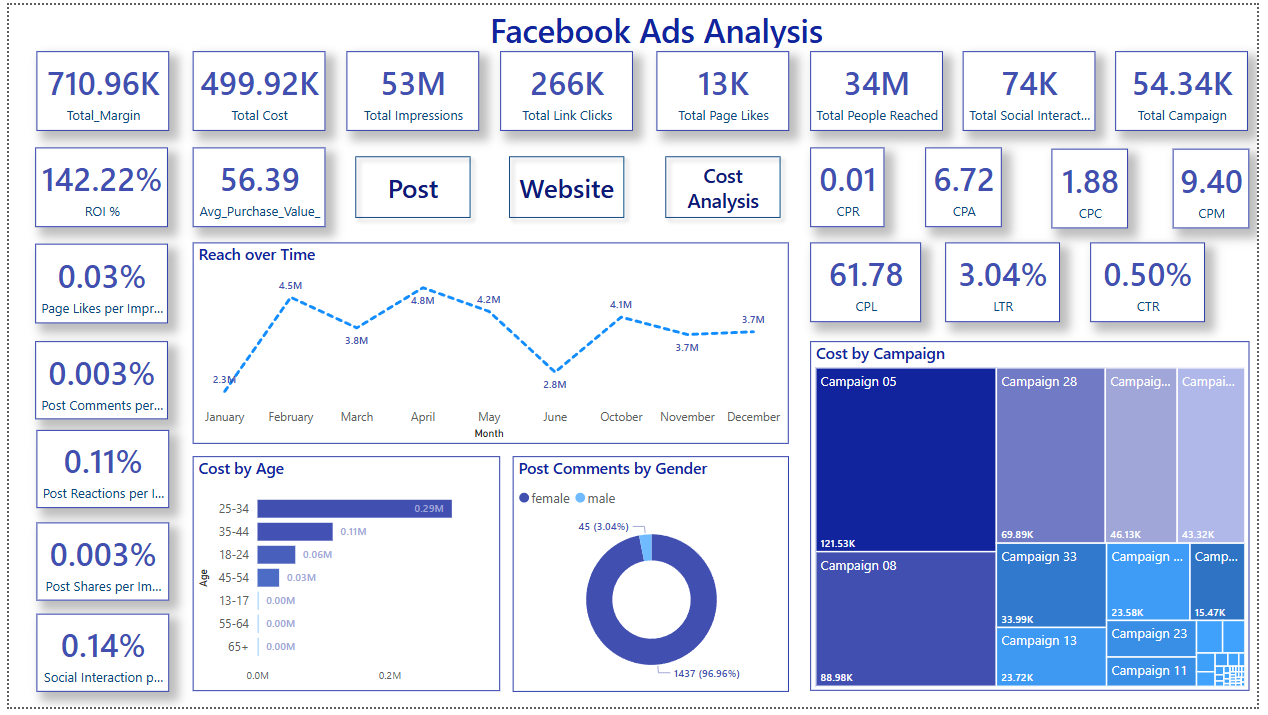 Facebook Ads Analysis
710.96K
Total_Margin
499.92K
Total Cost
53M
Total Impressions
266K
Total Link Clicks
13K
Total Page Likes
34M
Total People Reached
74K
Total Social Interact...
54.34K
Total Campaign
142.22%
ROI %
56.39
Avg_Purchase_Value_
Post
Website
Cost
Analysis
0.01
CPR
6.72
CPA
1.88
CPC
9.40
CPM
61.78
CPL
3.04%
LTR
0.50%
CTR
0.03%
Page Likes per Impr...
0.003%
Post Comments per...
0.11%
Post Reactions per I...
0.003%
Post Shares per Im...
0.14%
Social Interaction p...
Reach over Time
2.3M
4.5M
3.8M
4.8M
4.2M
2.8M
4.1M
3.7M
3.7M
January
February
March
April
May
June
October
November
December
Month
Cost by Age
Age
25-34
0.29M
35-44
0.11M
18-24
0.06M
45-54
0.03M
13-17
0.00M
55-64
0.00M
65+
0.00M
0.0M
0.2M
Post Comments by Gender
female
male
45 (3.04%)
1437 (96.96%)
Cost by Campaign
Campaign 05
121.53K
Campaign 08
88.98K
Campaign 28
69.89K
Campaig...
46.13K
Campai...
43.32K
Campaign 33
33.99K
Campaign 13
23.72K
Campaign ...
23.58K
Camp...
15.47K
Campaign 23
Campaign 11